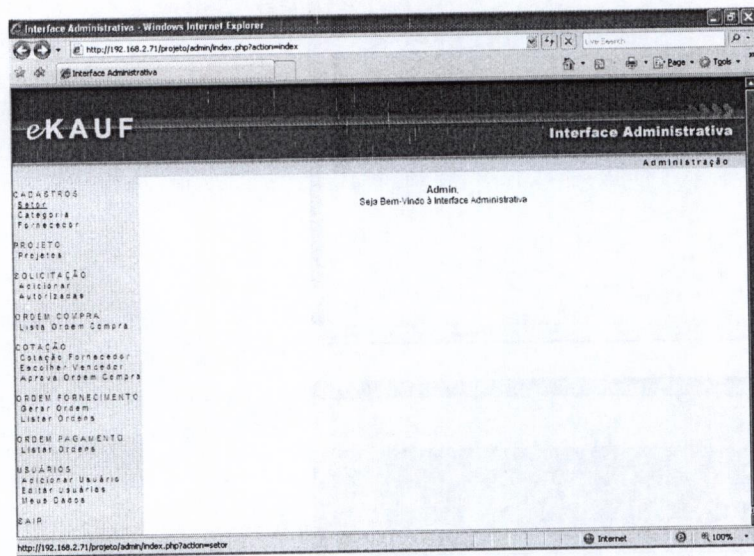 Interface Administrativa - Windows Internet Explorer
http://192.168.2.71/projeto/admin/index.php?action=index
Live Search
Interface Administrativa
Page
Tools
eKAUF
Interface Administrativa
Administração
CADASTROS
Setor
Categoria
Fornecedor
PROJETO
Projetos
SOLICITAÇÃO
Adicionar
Autorizadas
ORDEM COMPRA
Lista Ordem Compra
COTAÇÃO
Cotação Fornecedor
Escolher Vencedor
Aprova Ordem Compra
ORDEM FORNECIMENTO
Gerar Ordem
Listar Ordens
ORDEM PAGAMENTO
Listar Ordens
USUÁRIOS
Adicionar Usuário
Editar Usuários
Meus Dados
SAIR
Admin,
Seja Bem-Vindo à Interface Administrativa
http://192.168.2.71/projeto/admin/index.php?action=setor
Internet
100%